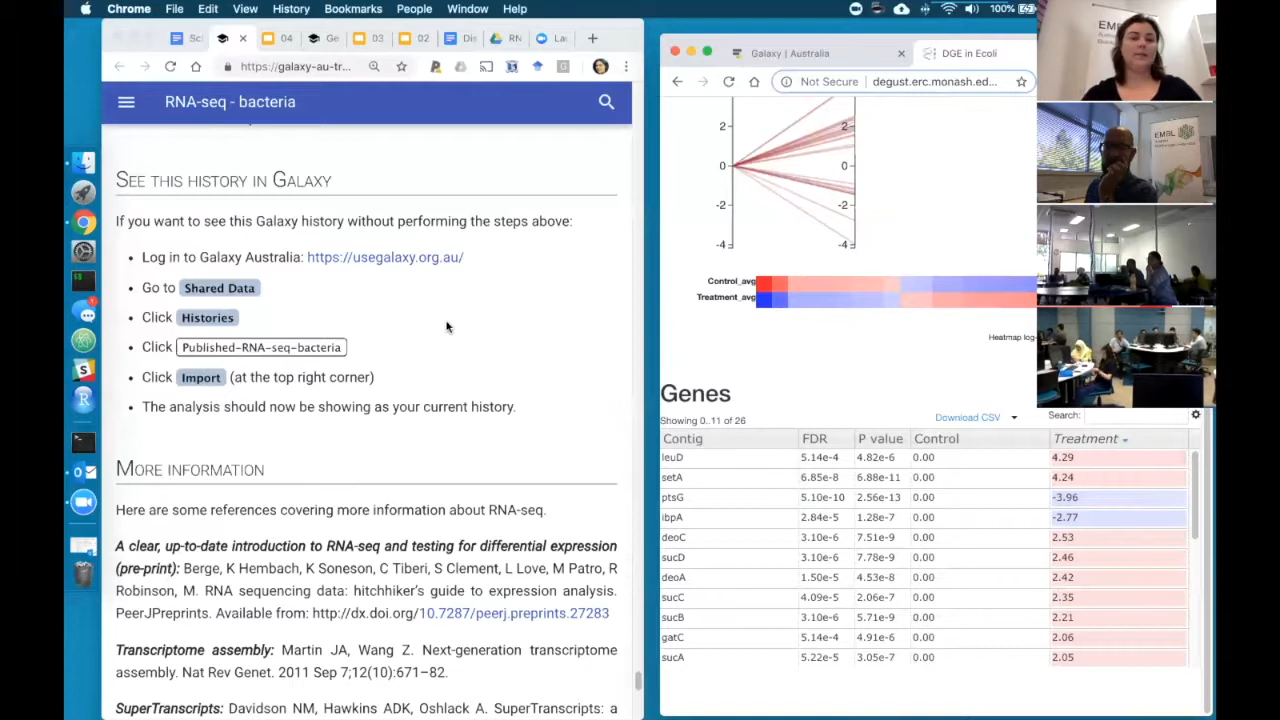 Chrome File Edit View History Bookmarks People Window Help 100%
Sc 04 Ge 03 02 Dis RN La
https://galaxy-au-tr...
RNA-seq - bacteria
SEE THIS HISTORY IN GALAXY
If you want to see this Galaxy history without performing the steps above:
• Log in to Galaxy Australia: https://usegalaxy.org.au/
• Go to Shared Data
• Click Histories
• Click Published-RNA-seq-bacteria
• Click Import (at the top right corner)
• The analysis should now be showing as your current history.
MORE INFORMATION
Here are some references covering more information about RNA-seq.
A clear, up-to-date introduction to RNA-seq and testing for differential expression
(pre-print): Berge, K Hembach, K Soneson, C Tiberi, S Clement, L Love, M Patro, R
Robinson, M. RNA sequencing data: hitchhiker's guide to expression analysis.
PeerJPreprints. Available from: http://dx.doi.org/10.7287/peerj.preprints.27283
Transcriptome assembly: Martin JA, Wang Z. Next-generation transcriptome
assembly. Nat Rev Genet. 2011 Sep 7;12(10):671–82.
SuperTranscripts: Davidson NM, Hawkins ADK, Oshlack A. SuperTranscripts: a
Galaxy | Australia DGE in Ecoli
Not Secure degust.erc.monash.ed...
2 2
0 0
-2 -2
-4 -4
Control_avg
Treatment_avg
Heatmap log-
Genes
Showing 0..11 of 26 Download CSV Search:
Contig FDR P value Control Treatment
leuD 5.14e-4 4.82e-6 0.00 4.29
setA 6.85e-8 6.88e-11 0.00 4.24
ptsG 5.10e-10 2.56e-13 0.00 -3.96
ibpA 2.84e-5 1.28e-7 0.00 -2.77
deoC 3.10e-6 7.51e-9 0.00 2.53
sucD 3.10e-6 7.78e-9 0.00 2.46
deoA 1.50e-5 4.53e-8 0.00 2.42
sucC 4.09e-5 2.06e-7 0.00 2.35
sucB 3.10e-6 5.71e-9 0.00 2.21
gatC 5.14e-4 4.91e-6 0.00 2.06
sucA 5.22e-5 3.05e-7 0.00 2.05
EM
EMBL